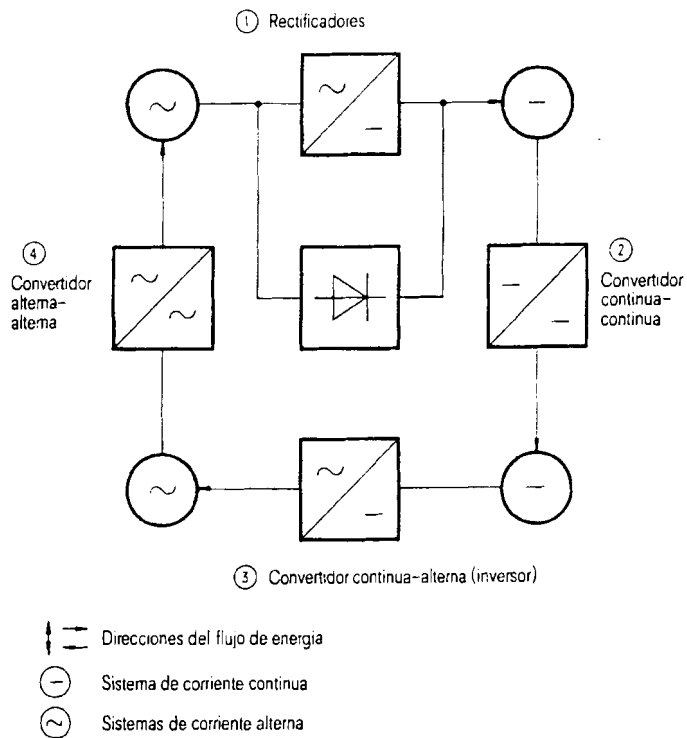 ① Rectificadores
④
Convertidor
alterna-
alterna
②
Convertidor
continua-
continua
③ Convertidor continua-alterna (inversor)
Direcciones del flujo de energia
Sistema de corriente continua
Sistemas de corriente alterna